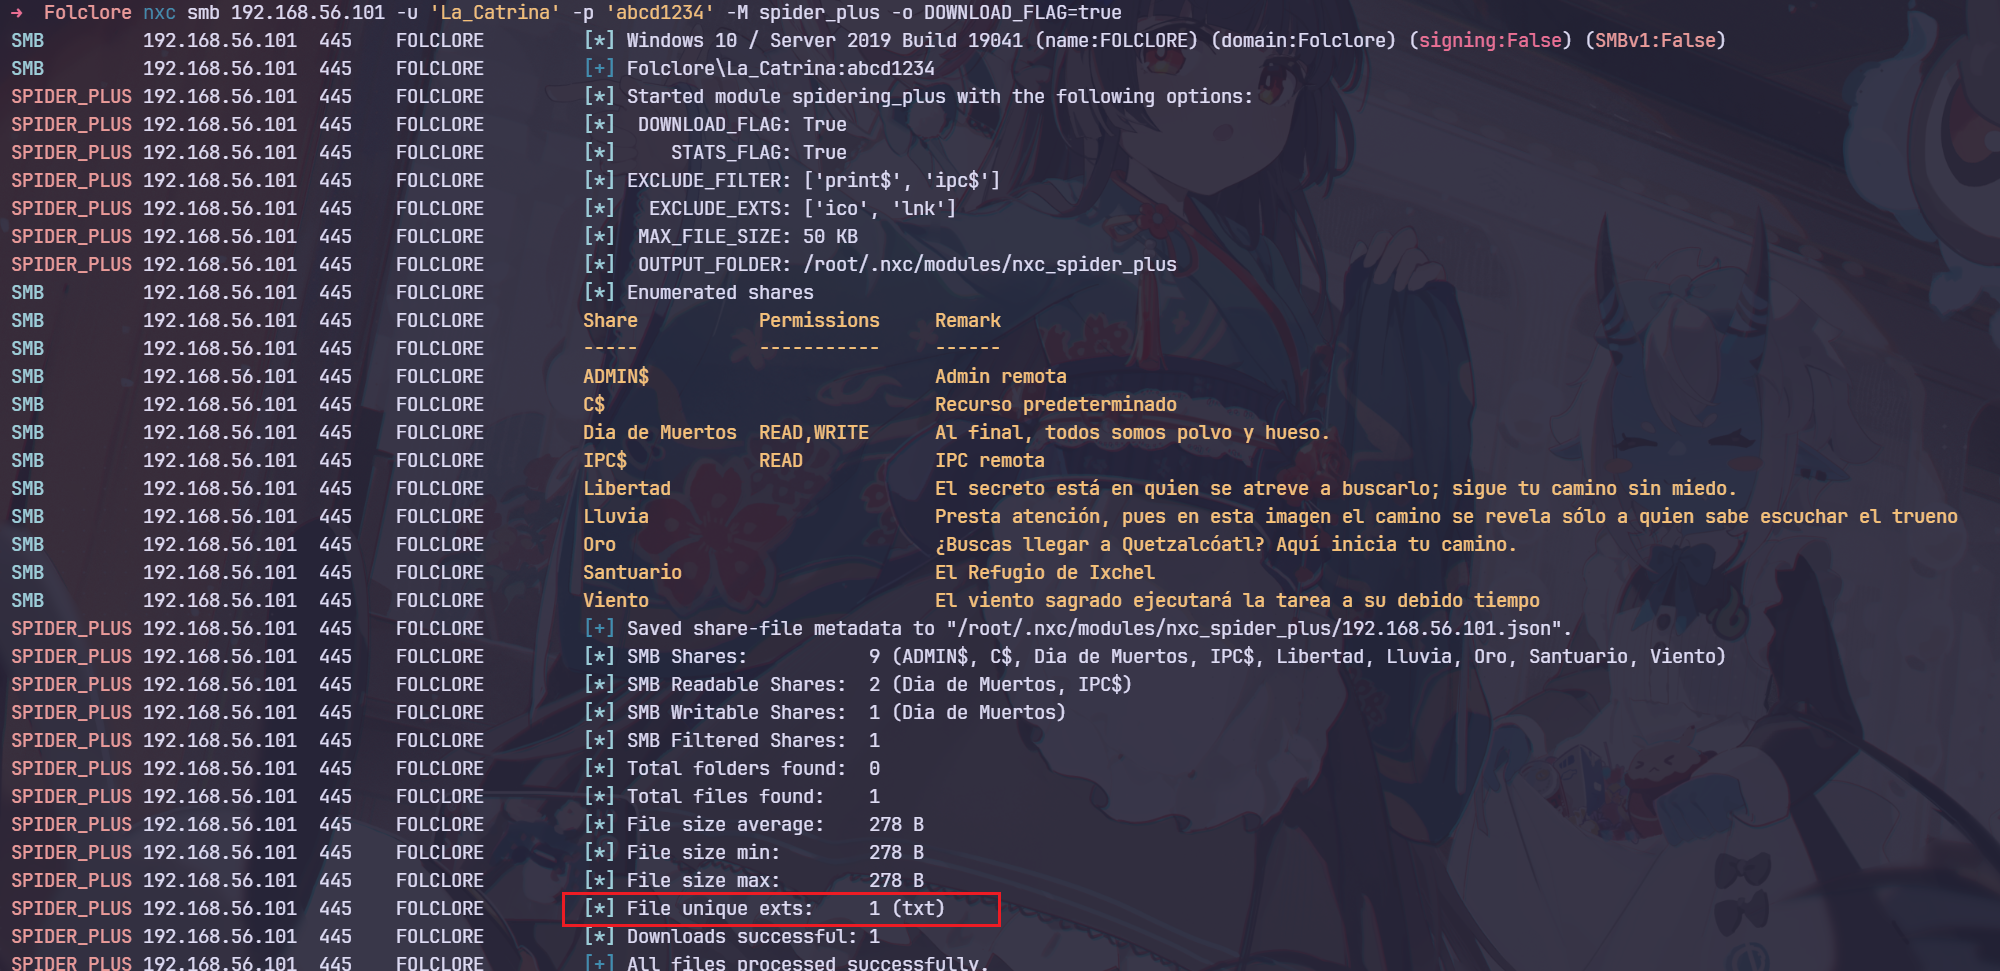 → Folclore nxc smb 192.168.56.101 -u 'La_Catrina' -p 'abcd1234' -M spider_plus -o DOWNLOAD_FLAG=true
SMB 192.168.56.101 445 FOLCLORE [*] Windows 10 / Server 2019 Build 19041 (name:FOLCLORE) (domain:Folclore) (signing:False) (SMBv1:False)
SMB 192.168.56.101 445 FOLCLORE [+] Folclore\La_Catrina:abcd1234
SPIDER_PLUS 192.168.56.101 445 FOLCLORE [*] Started module spidering_plus with the following options:
SPIDER_PLUS 192.168.56.101 445 FOLCLORE [*] DOWNLOAD_FLAG: True
SPIDER_PLUS 192.168.56.101 445 FOLCLORE [*] STATS_FLAG: True
SPIDER_PLUS 192.168.56.101 445 FOLCLORE [*] EXCLUDE_FILTER: ['print$', 'ipc$']
SPIDER_PLUS 192.168.56.101 445 FOLCLORE [*] EXCLUDE_EXTS: ['ico', 'lnk']
SPIDER_PLUS 192.168.56.101 445 FOLCLORE [*] MAX_FILE_SIZE: 50 KB
SPIDER_PLUS 192.168.56.101 445 FOLCLORE [*] OUTPUT_FOLDER: /root/.nxc/modules/nxc_spider_plus
SMB 192.168.56.101 445 FOLCLORE [*] Enumerated shares
SMB 192.168.56.101 445 FOLCLORE Share Permissions Remark
SMB 192.168.56.101 445 FOLCLORE ----- ----------- ------
SMB 192.168.56.101 445 FOLCLORE ADMIN$ Admin remota
SMB 192.168.56.101 445 FOLCLORE C$ Recurso predeterminado
SMB 192.168.56.101 445 FOLCLORE Dia de Muertos READ,WRITE Al final, todos somos polvo y hueso.
SMB 192.168.56.101 445 FOLCLORE IPC$ READ IPC remota
SMB 192.168.56.101 445 FOLCLORE Libertad El secreto está en quien se atreve a buscarlo; sigue tu camino sin miedo.
SMB 192.168.56.101 445 FOLCLORE Lluvia Presta atención, pues en esta imagen el camino se revela sólo a quien sabe escuchar el trueno
SMB 192.168.56.101 445 FOLCLORE Oro ¿Buscas llegar a Quetzalcóatl? Aquí inicia tu camino.
SMB 192.168.56.101 445 FOLCLORE Santuario El Refugio de Ixchel
SMB 192.168.56.101 445 FOLCLORE Viento El viento sagrado ejecutará la tarea a su debido tiempo
SPIDER_PLUS 192.168.56.101 445 FOLCLORE [+] Saved share-file metadata to "/root/.nxc/modules/nxc_spider_plus/192.168.56.101.json".
SPIDER_PLUS 192.168.56.101 445 FOLCLORE [*] SMB Shares: 9 (ADMIN$, C$, Dia de Muertos, IPC$, Libertad, Lluvia, Oro, Santuario, Viento)
SPIDER_PLUS 192.168.56.101 445 FOLCLORE [*] SMB Readable Shares: 2 (Dia de Muertos, IPC$)
SPIDER_PLUS 192.168.56.101 445 FOLCLORE [*] SMB Writable Shares: 1 (Dia de Muertos)
SPIDER_PLUS 192.168.56.101 445 FOLCLORE [*] SMB Filtered Shares: 1
SPIDER_PLUS 192.168.56.101 445 FOLCLORE [*] Total folders found: 0
SPIDER_PLUS 192.168.56.101 445 FOLCLORE [*] Total files found: 1
SPIDER_PLUS 192.168.56.101 445 FOLCLORE [*] File size average: 278 B
SPIDER_PLUS 192.168.56.101 445 FOLCLORE [*] File size min: 278 B
SPIDER_PLUS 192.168.56.101 445 FOLCLORE [*] File size max: 278 B
SPIDER_PLUS 192.168.56.101 445 FOLCLORE [*] File unique exts: 1 (txt)
SPIDER_PLUS 192.168.56.101 445 FOLCLORE [*] Downloads successful: 1
SPIDER_PLUS 192.168.56.101 445 FOLCLORE [+] All files processed successfully.